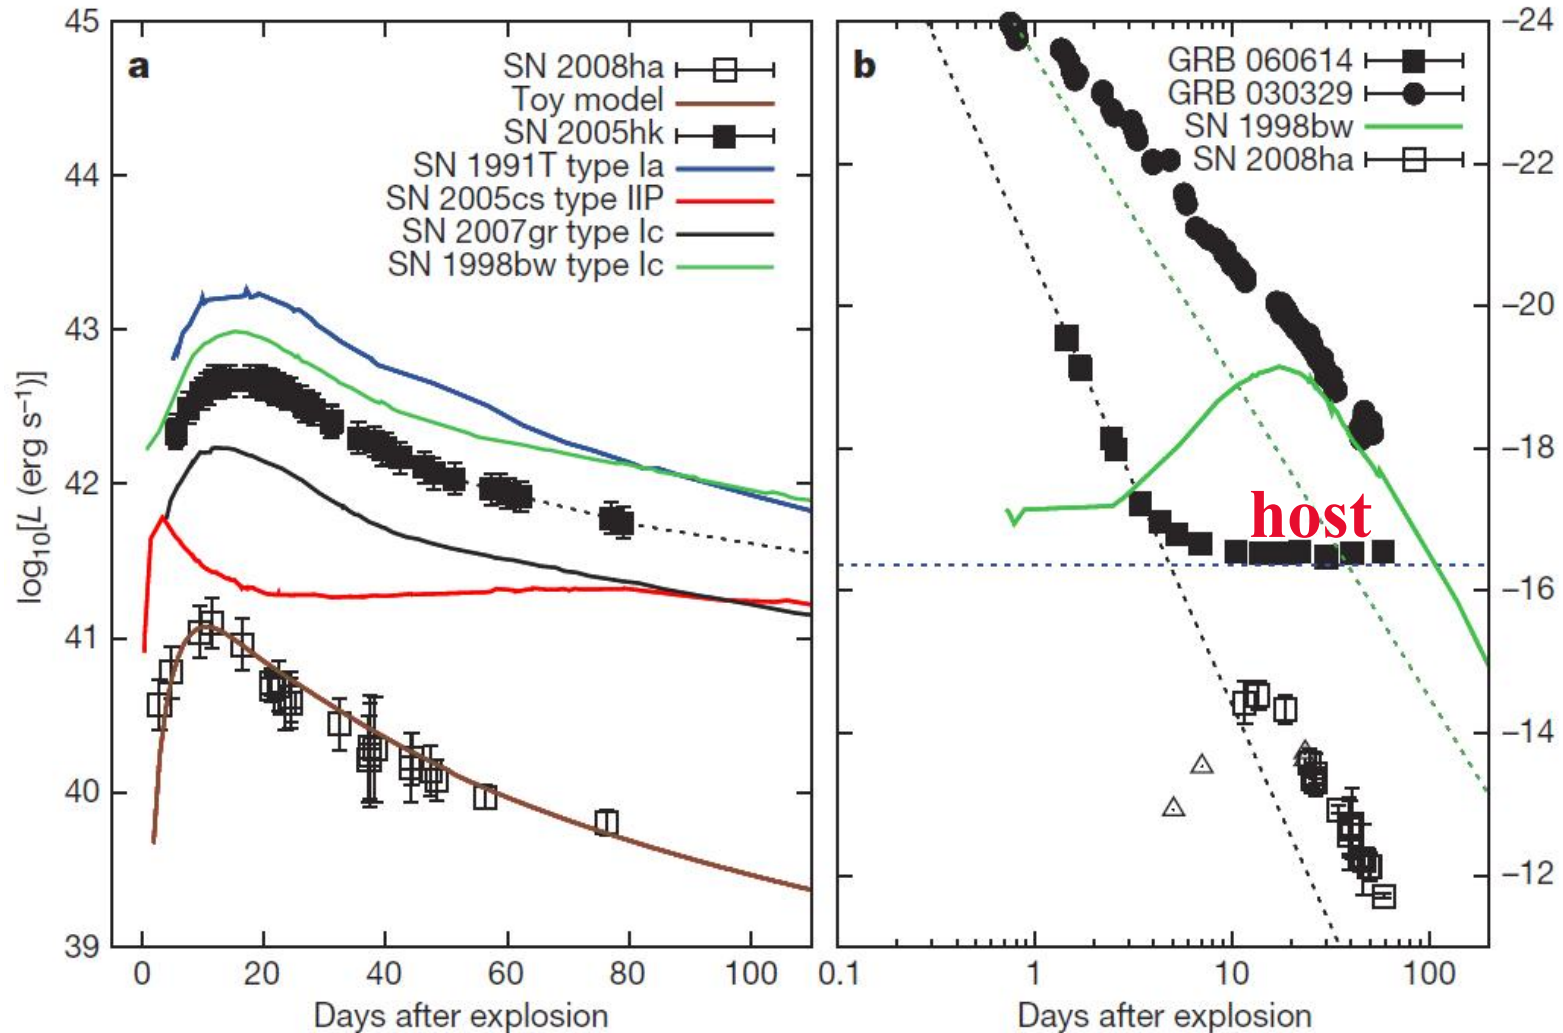 a
SN 2008ha
Toy model
SN 2005hk
SN 1991T type Ia
SN 2005cs type IIP
SN 2007gr type Ic
SN 1998bw type Ic
45
44
43
42
41
40
39
log₁₀[L (erg s⁻¹)]
0 20 40 60 80 100
Days after explosion
b
GRB 060614
GRB 030329
SN 1998bw
SN 2008ha
host
–24
–22
–20
–18
–16
–14
–12
0.1 1 10 100
Days after explosion